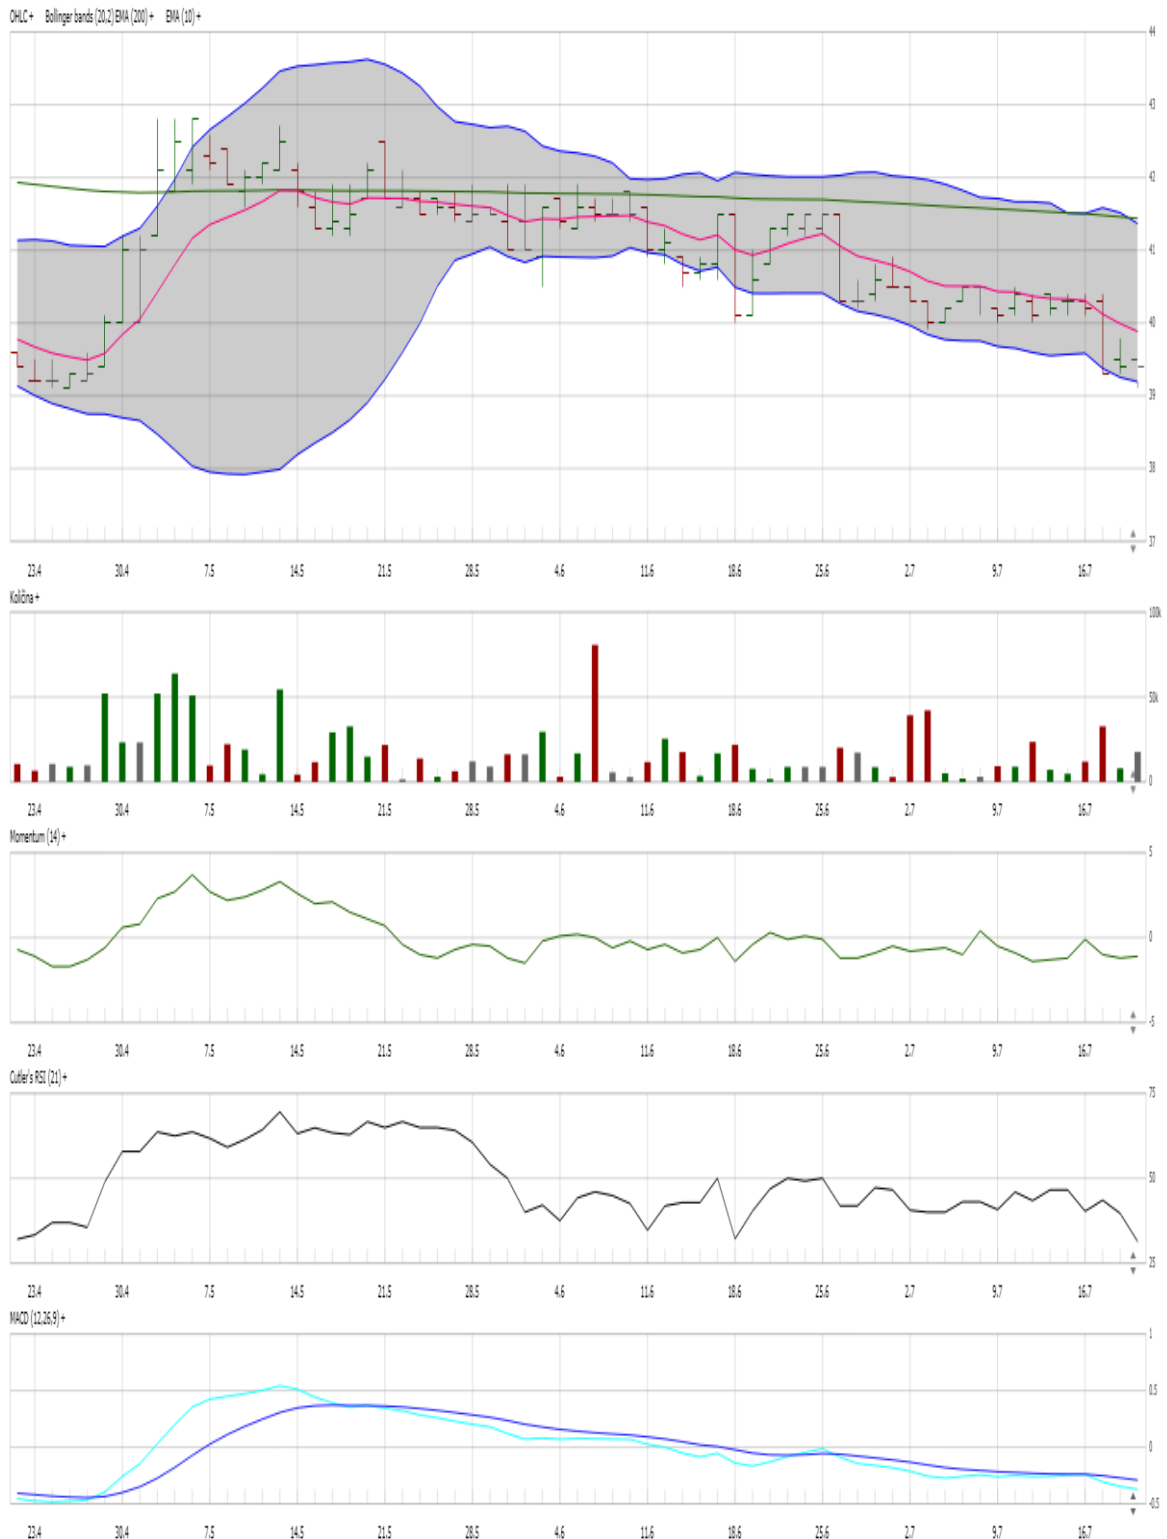 OHLC + Bollinger bands (20,2) EMA (200) + EMA (10) +
44
43
42
41
40
39
38
37
23.4 30.4 7.5 14.5 21.5 28.5 4.6 11.6 18.6 25.6 2.7 9.7 16.7
Količina +
100k
50k
0
23.4 30.4 7.5 14.5 21.5 28.5 4.6 11.6 18.6 25.6 2.7 9.7 16.7
Momentum (14) +
5
0
-5
23.4 30.4 7.5 14.5 21.5 28.5 4.6 11.6 18.6 25.6 2.7 9.7 16.7
Cutler's RSI (21) +
75
50
25
23.4 30.4 7.5 14.5 21.5 28.5 4.6 11.6 18.6 25.6 2.7 9.7 16.7
MACD (12,26,9) +
1
0.5
0
-0.5
23.4 30.4 7.5 14.5 21.5 28.5 4.6 11.6 18.6 25.6 2.7 9.7 16.7